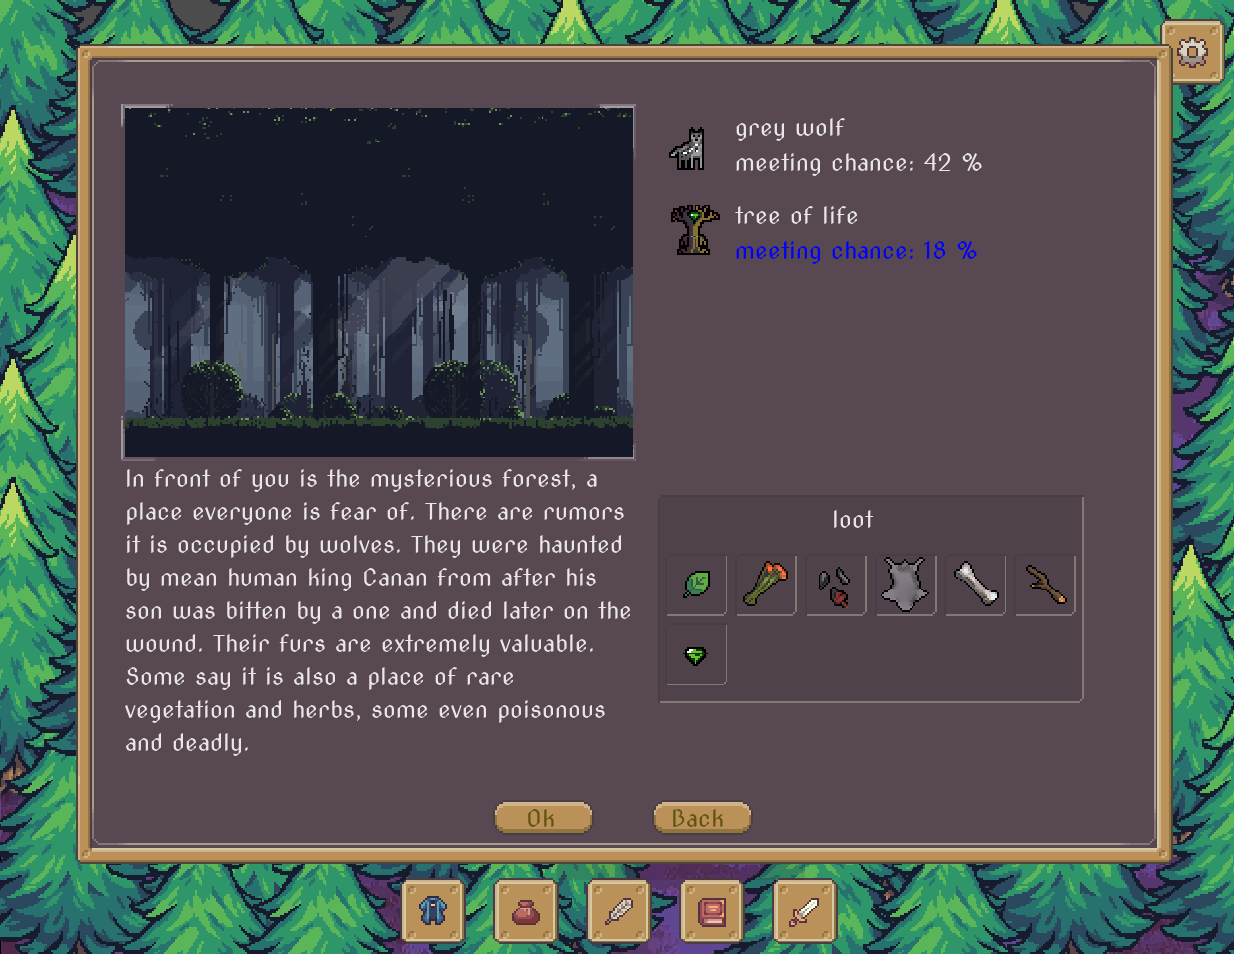 grey wolf
meeting chance: 42 %
tree of life
meeting chance: 18 %
In front of you is the mysterious forest, a
place everyone is fear of. There are rumors
it is occupied by wolves. They were haunted
by mean human king Canan from after his
son was bitten by a one and died later on the
wound. Their furs are extremely valuable.
Some say it is also a place of rare
vegetation and herbs, some even poisonous
and deadly.
loot
Ok
Back